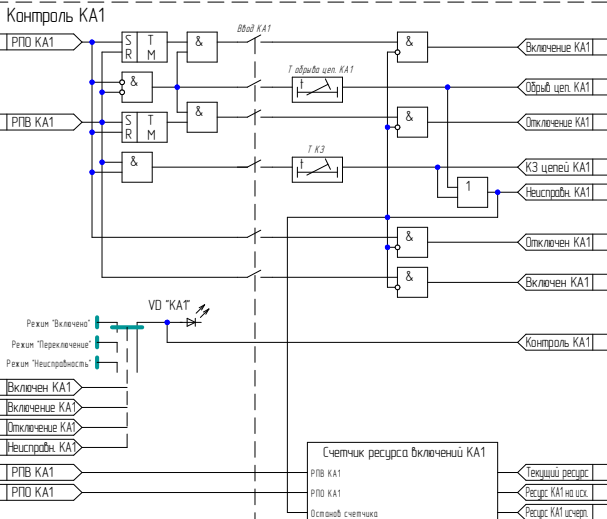 Контроль КА1
Ввод КА1
РПО КА1
S T
R M
&
&
Включение КА1
&
Т обрыва цеп. КА1
t
Обрыв цеп. КА1
РПВ КА1
S T
R M
&
&
Отключение КА1
&
Т КЗ
t
КЗ цепей КА1
1
Неисправн. КА1
&
Отключен КА1
&
Включен КА1
VD "КА1"
Режим "Включено"
Режим "Переключение"
Режим "Неисправность"
Контроль КА1
Включен КА1
Включение КА1
Отключение КА1
Неисправн. КА1
Счетчик ресурса включений КА1
РПВ КА1
РПВ КА1
Текущий ресурс
РПО КА1
РПО КА1
Ресурс КА1 на исх.
Останов счетчика
Ресурс КА1 исчерп.